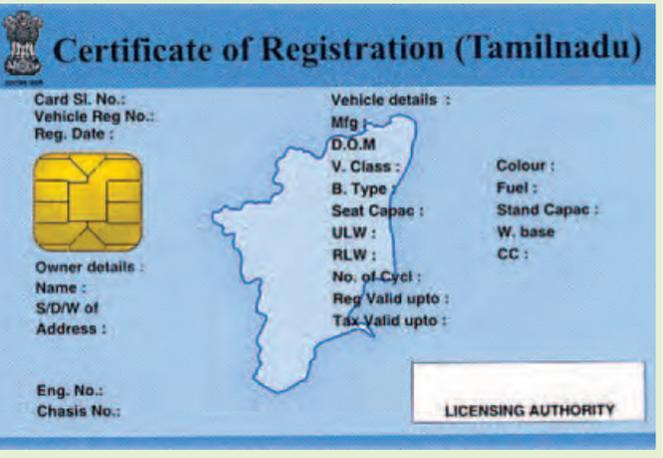 Certificate of Registration (Tamilnadu)
Card Sl. No.:
Vehicle Reg No.:
Reg. Date :
Owner details :
Name :
S/D/W of
Address :
Eng. No.:
Chasis No.:
Vehicle details :
Mfg :
D.O.M
V. Class :
B. Type :
Seat Capac :
ULW :
RLW :
No. of Cycl :
Reg Valid upto :
Tax Valid upto :
Colour :
Fuel :
Stand Capac :
W. base
CC :
LICENSING AUTHORITY